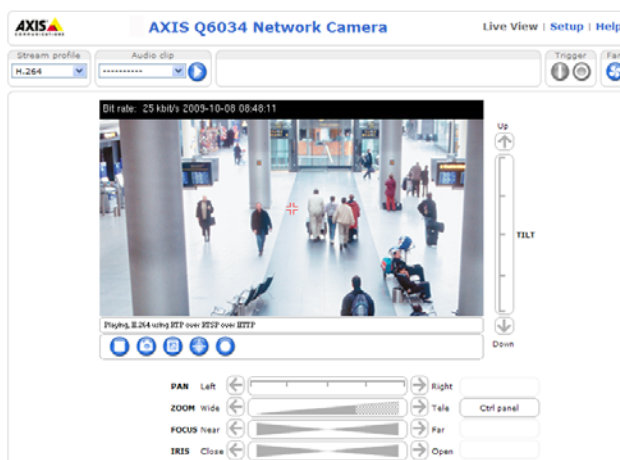 AXIS
COMMUNICATIONS
AXIS Q6034 Network Camera
Live View | Setup | Help
Stream profile
Audio clip
Trigger
Fan
H.264
----------
Bit rate: 25 kbit/s 2009-10-08 08:48:11
Up
TILT
Playing, H.264 using RTP over RTSP over HTTP
Down
PAN Left Right
ZOOM Wide Tele Ctrl panel
FOCUS Near Far
IRIS Close Open